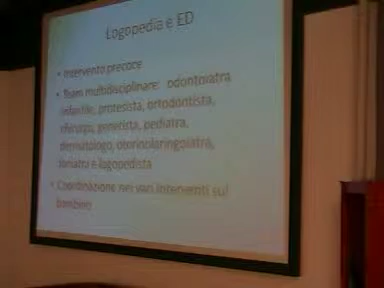 Logopedia e ED
• Intervento precoce
• Team multidisciplinare: odontoiatra
infantile, protesista, ortodontista,
chirurgo, genetista, pediatra,
dermatologo, otorinolaringoiatra,
foniatra e logopedista
• Coordinazione nei vari interventi sul
bambino